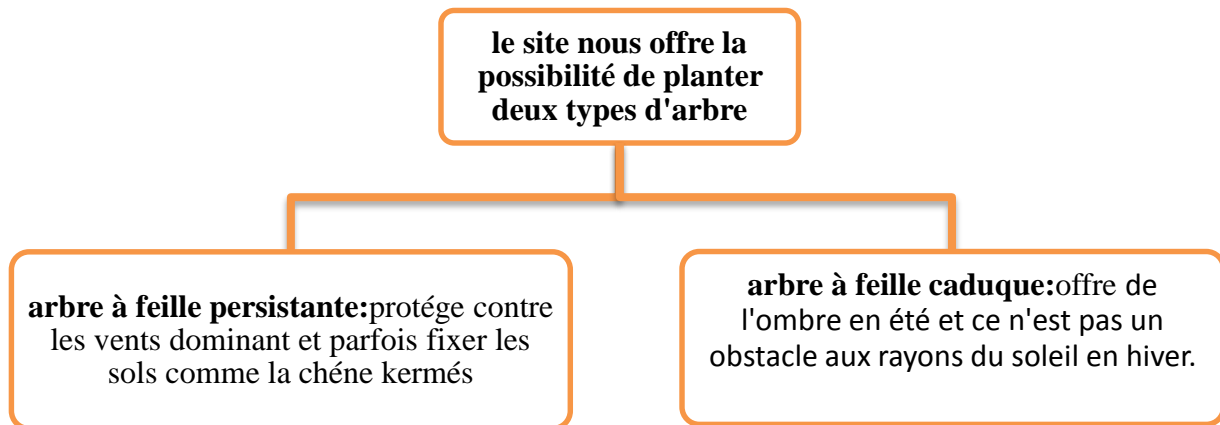 le site nous offre la
possibilité de planter
deux types d'arbre
arbre à feille persistante:protége contre
les vents dominant et parfois fixer les
sols comme la chéne kermés
arbre à feille caduque:offre de
l'ombre en été et ce n'est pas un
obstacle aux rayons du soleil en hiver.